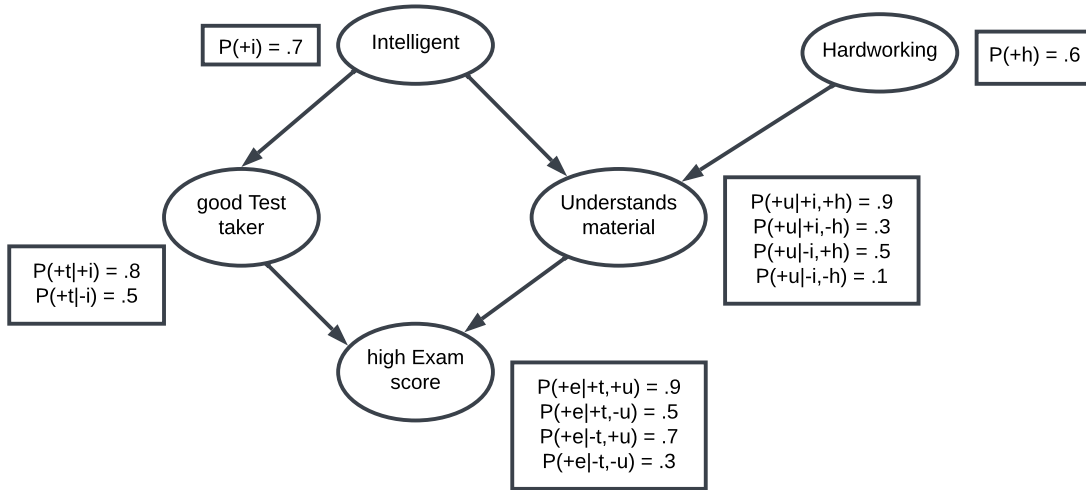 P(+i) = .7
Intelligent
Hardworking
P(+h) = .6
good Test
taker
Understands
material
P(+u|+i,+h) = .9
P(+u|+i,-h) = .3
P(+u|-i,+h) = .5
P(+u|-i,-h) = .1
P(+t|+i) = .8
P(+t|-i) = .5
high Exam
score
P(+e|+t,+u) = .9
P(+e|+t,-u) = .5
P(+e|-t,+u) = .7
P(+e|-t,-u) = .3